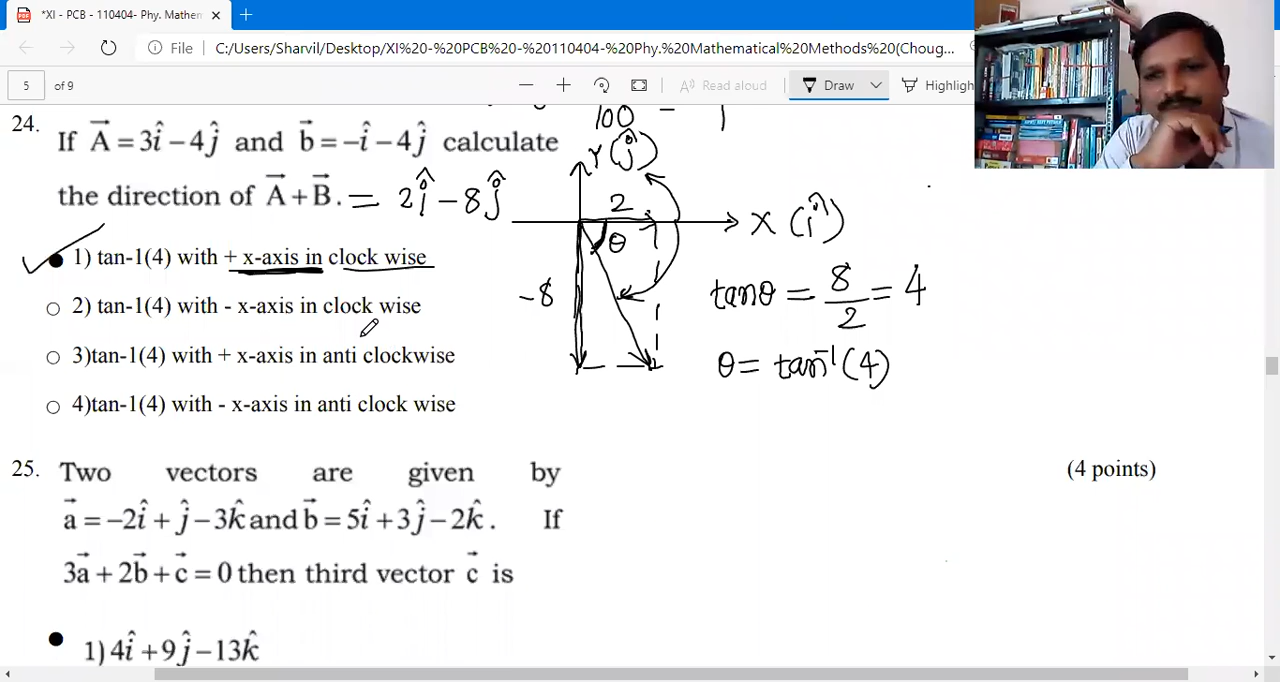 *XI - PCB - 110404- Phy. Mathen
File
C:/Users/Sharvil/Desktop/XI%20-%20PCB%20-%20110404-%20Phy.%20Mathematical%20Methods%20(Choug...
5 of 9
Read aloud
Draw
Highligh
100 - 1
24. If A⃗ = 3î − 4ĵ and b⃗ = −î − 4ĵ calculate
the direction of A⃗ + B⃗. = 2î − 8ĵ
1) tan-1(4) with + x-axis in clock wise
2) tan-1(4) with - x-axis in clock wise
3)tan-1(4) with + x-axis in anti clockwise
4)tan-1(4) with - x-axis in anti clock wise
Y (ĵ)
2
X (î)
θ
-8
tanθ = 8/2 = 4
θ = tan⁻¹(4)
25. Two vectors are given by
(4 points)
a⃗ = −2î + ĵ − 3k̂ and b⃗ = 5î + 3ĵ − 2k̂. If
3a⃗ + 2b⃗ + c⃗ = 0 then third vector c⃗ is
1) 4î + 9ĵ − 13k̂